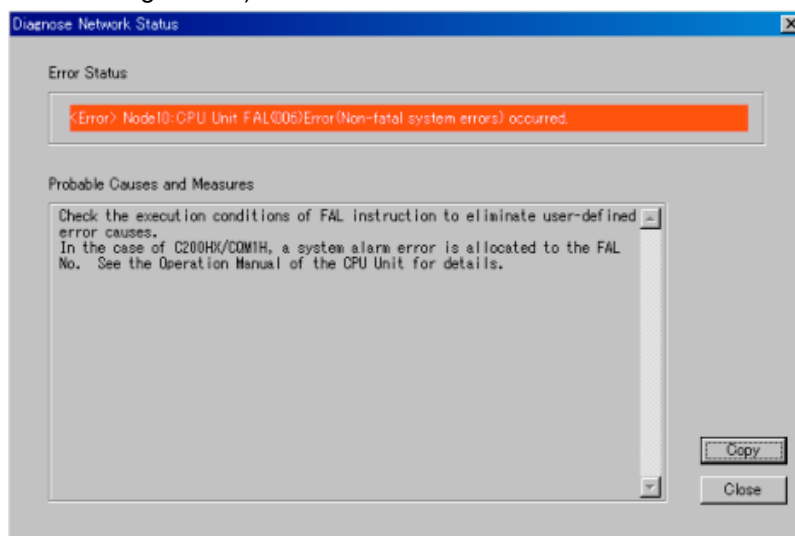 Diagnose Network Status
Error Status
<Error> Node10:CPU Unit FAL(006)Error(Non-fatal system errors) occurred.
Probable Causes and Measures
Check the execution conditions of FAL instruction to eliminate user-defined
error causes.
In the case of C200HX/CQM1H, a system alarm error is allocated to the FAL
No.  See the Operation Manual of the CPU Unit for details.
Copy
Close